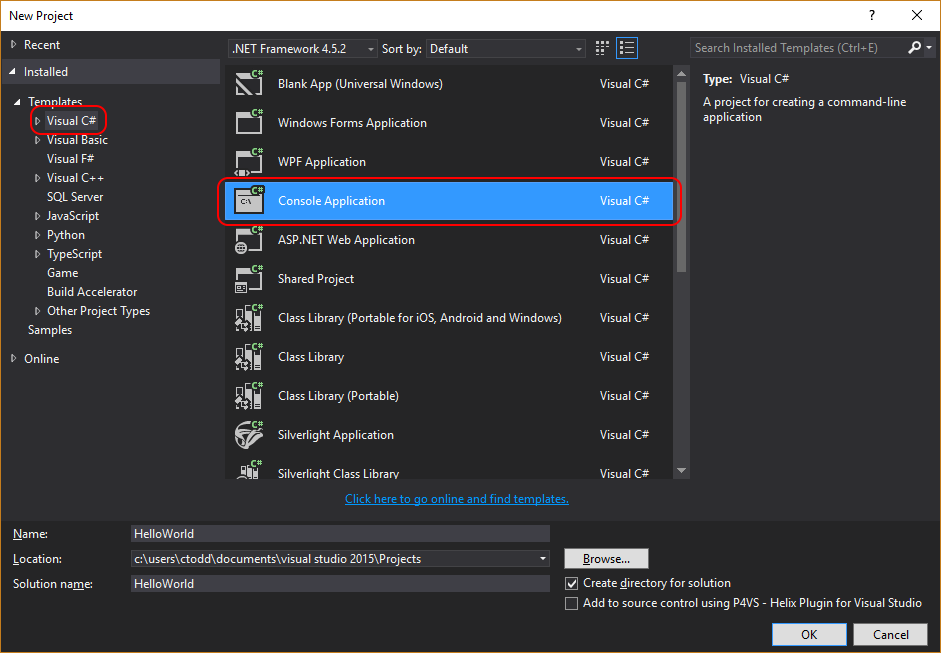 New Project
?
Recent
Installed
Templates
Visual C#
Visual Basic
Visual F#
Visual C++
SQL Server
JavaScript
Python
TypeScript
Game
Build Accelerator
Other Project Types
Samples
Online
.NET Framework 4.5.2 Sort by: Default
C# Blank App (Universal Windows) Visual C#
C# Windows Forms Application Visual C#
C# WPF Application Visual C#
C# C:\ Console Application Visual C#
C# ASP.NET Web Application Visual C#
C# Shared Project Visual C#
C# Class Library (Portable for iOS, Android and Windows) Visual C#
C# Class Library Visual C#
C# Class Library (Portable) Visual C#
C# Silverlight Application Visual C#
C# Silverlight Class Library Visual C#
Click here to go online and find templates.
Search Installed Templates (Ctrl+E)
Type: Visual C#
A project for creating a command-line
application
Name: HelloWorld
Location: c:\users\ctodd\documents\visual studio 2015\Projects Browse...
Solution name: HelloWorld
Create directory for solution
Add to source control using P4VS - Helix Plugin for Visual Studio
OK Cancel